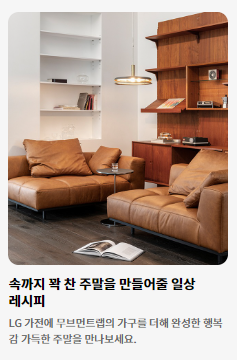 속까지 꽉 찬 주말을 만들어줄 일상
레시피
LG 가전에 무브먼트랩의 가구를 더해 완성한 행복
감 가득한 주말을 만나보세요.